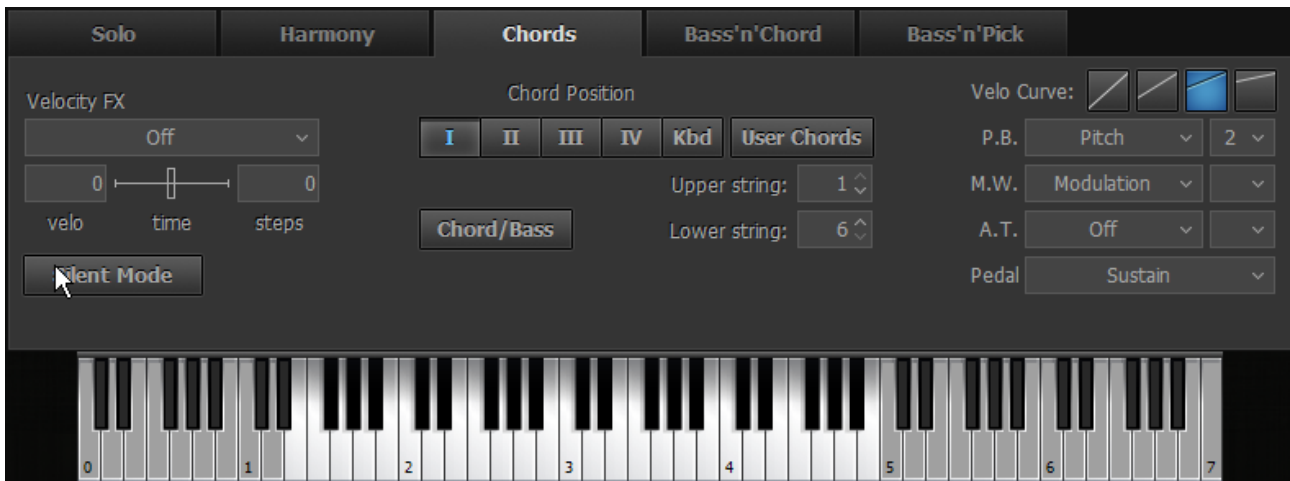 Solo Harmony Chords Bass'n'Chord Bass'n'Pick
Velocity FX Chord Position Velo Curve:
Off I II III IV Kbd User Chords P.B. Pitch 2
0 0 Upper string: 1 M.W. Modulation
velo time steps Chord/Bass Lower string: 6 A.T. Off
Mode Pedal Sustain
0 1 2 3 4 5 6 7